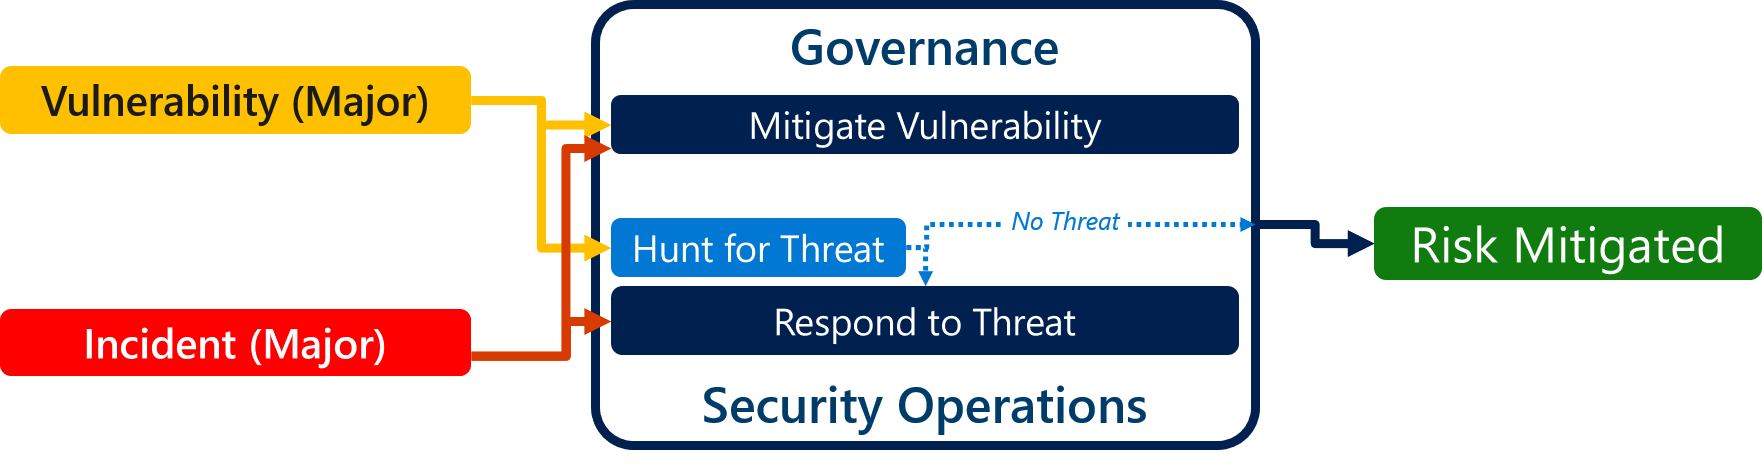 Governance
Vulnerability (Major)
Mitigate Vulnerability
No Threat
Hunt for Threat
Risk Mitigated
Respond to Threat
Incident (Major)
Security Operations